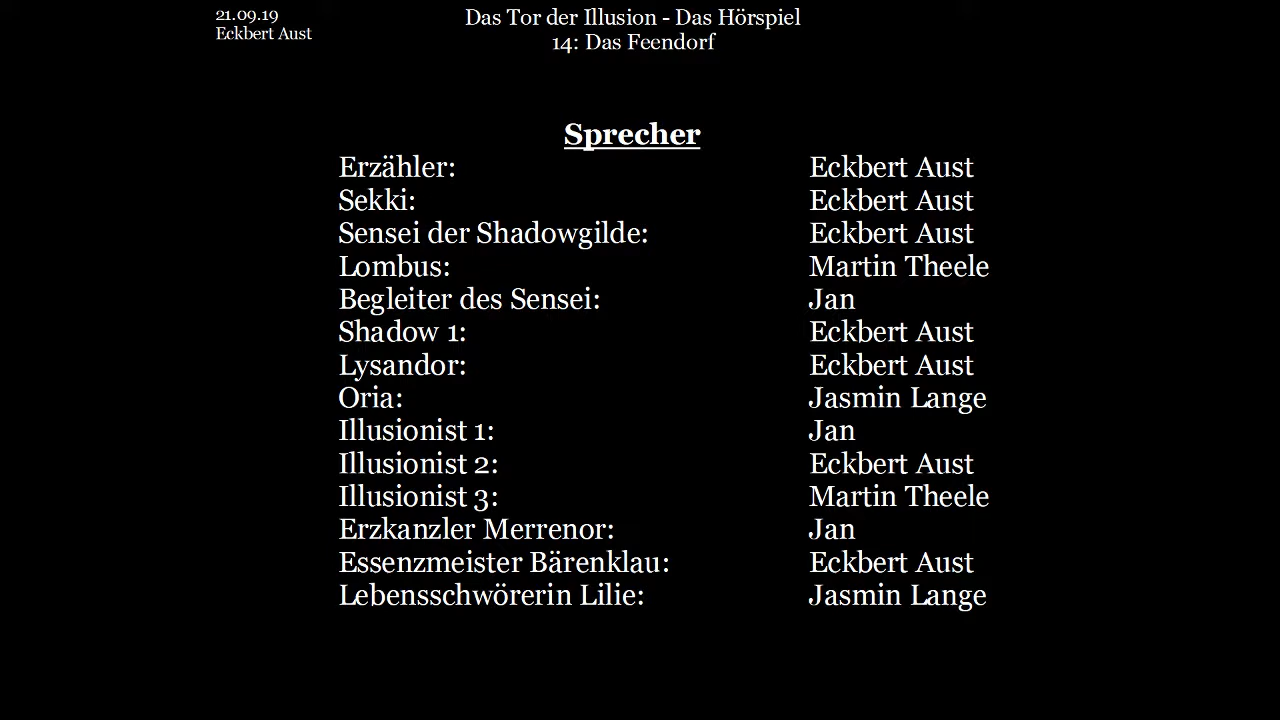 21.09.19
Eckbert Aust
Das Tor der Illusion - Das Hörspiel
14: Das Feendorf
Sprecher
Erzähler: Eckbert Aust
Sekki: Eckbert Aust
Sensei der Shadowgilde: Eckbert Aust
Lombus: Martin Theele
Begleiter des Sensei: Jan
Shadow 1: Eckbert Aust
Lysandor: Eckbert Aust
Oria: Jasmin Lange
Illusionist 1: Jan
Illusionist 2: Eckbert Aust
Illusionist 3: Martin Theele
Erzkanzler Merrenor: Jan
Essenzmeister Bärenklau: Eckbert Aust
Lebensschwörerin Lilie: Jasmin Lange